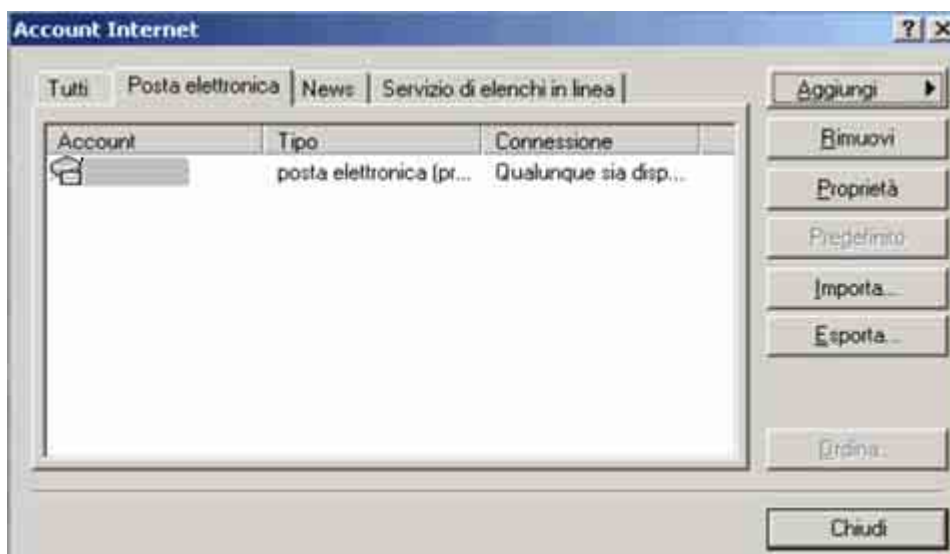 Account Internet
Tutti Posta elettronica News Servizio di elenchi in linea
Account Tipo Connessione
posta elettronica (pr... Qualunque sia disp...
Aggiungi
Rimuovi
Proprietà
Predefinito
Importa...
Esporta...
Ordina...
Chiudi